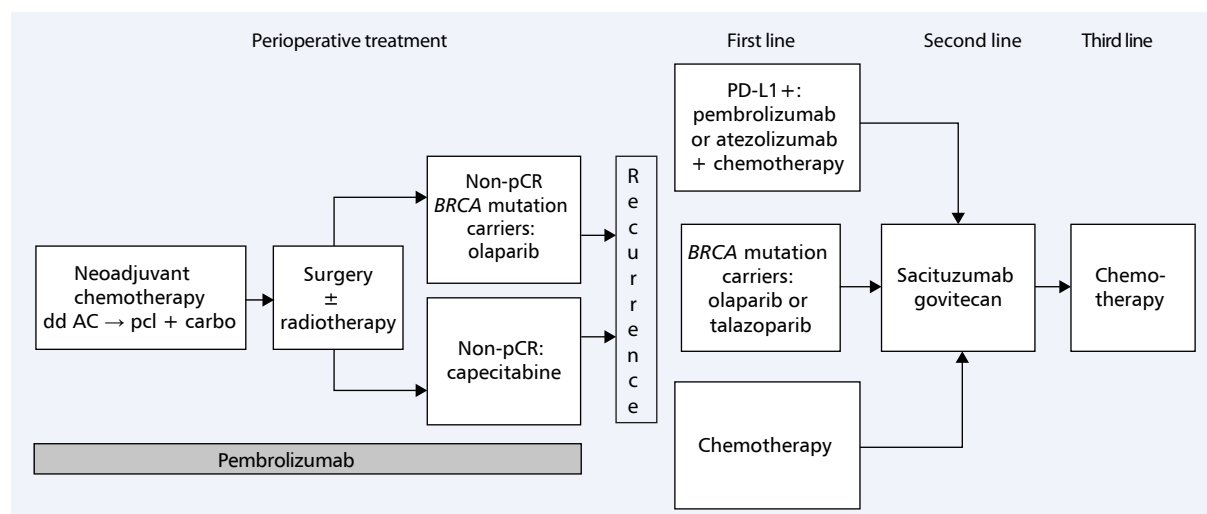 Perioperative treatment
First line
Second line
Third line
Neoadjuvant
chemotherapy
dd AC → pcl + carbo
Surgery
±
radiotherapy
Non-pCR
BRCA mutation
carriers:
olaparib
Non-pCR:
capecitabine
Pembrolizumab
R
e
c
u
r
r
e
n
c
e
PD-L1+:
pembrolizumab
or atezolizumab
+ chemotherapy
BRCA mutation
carriers:
olaparib or
talazoparib
Chemotherapy
Sacituzumab
govitecan
Chemo-
therapy